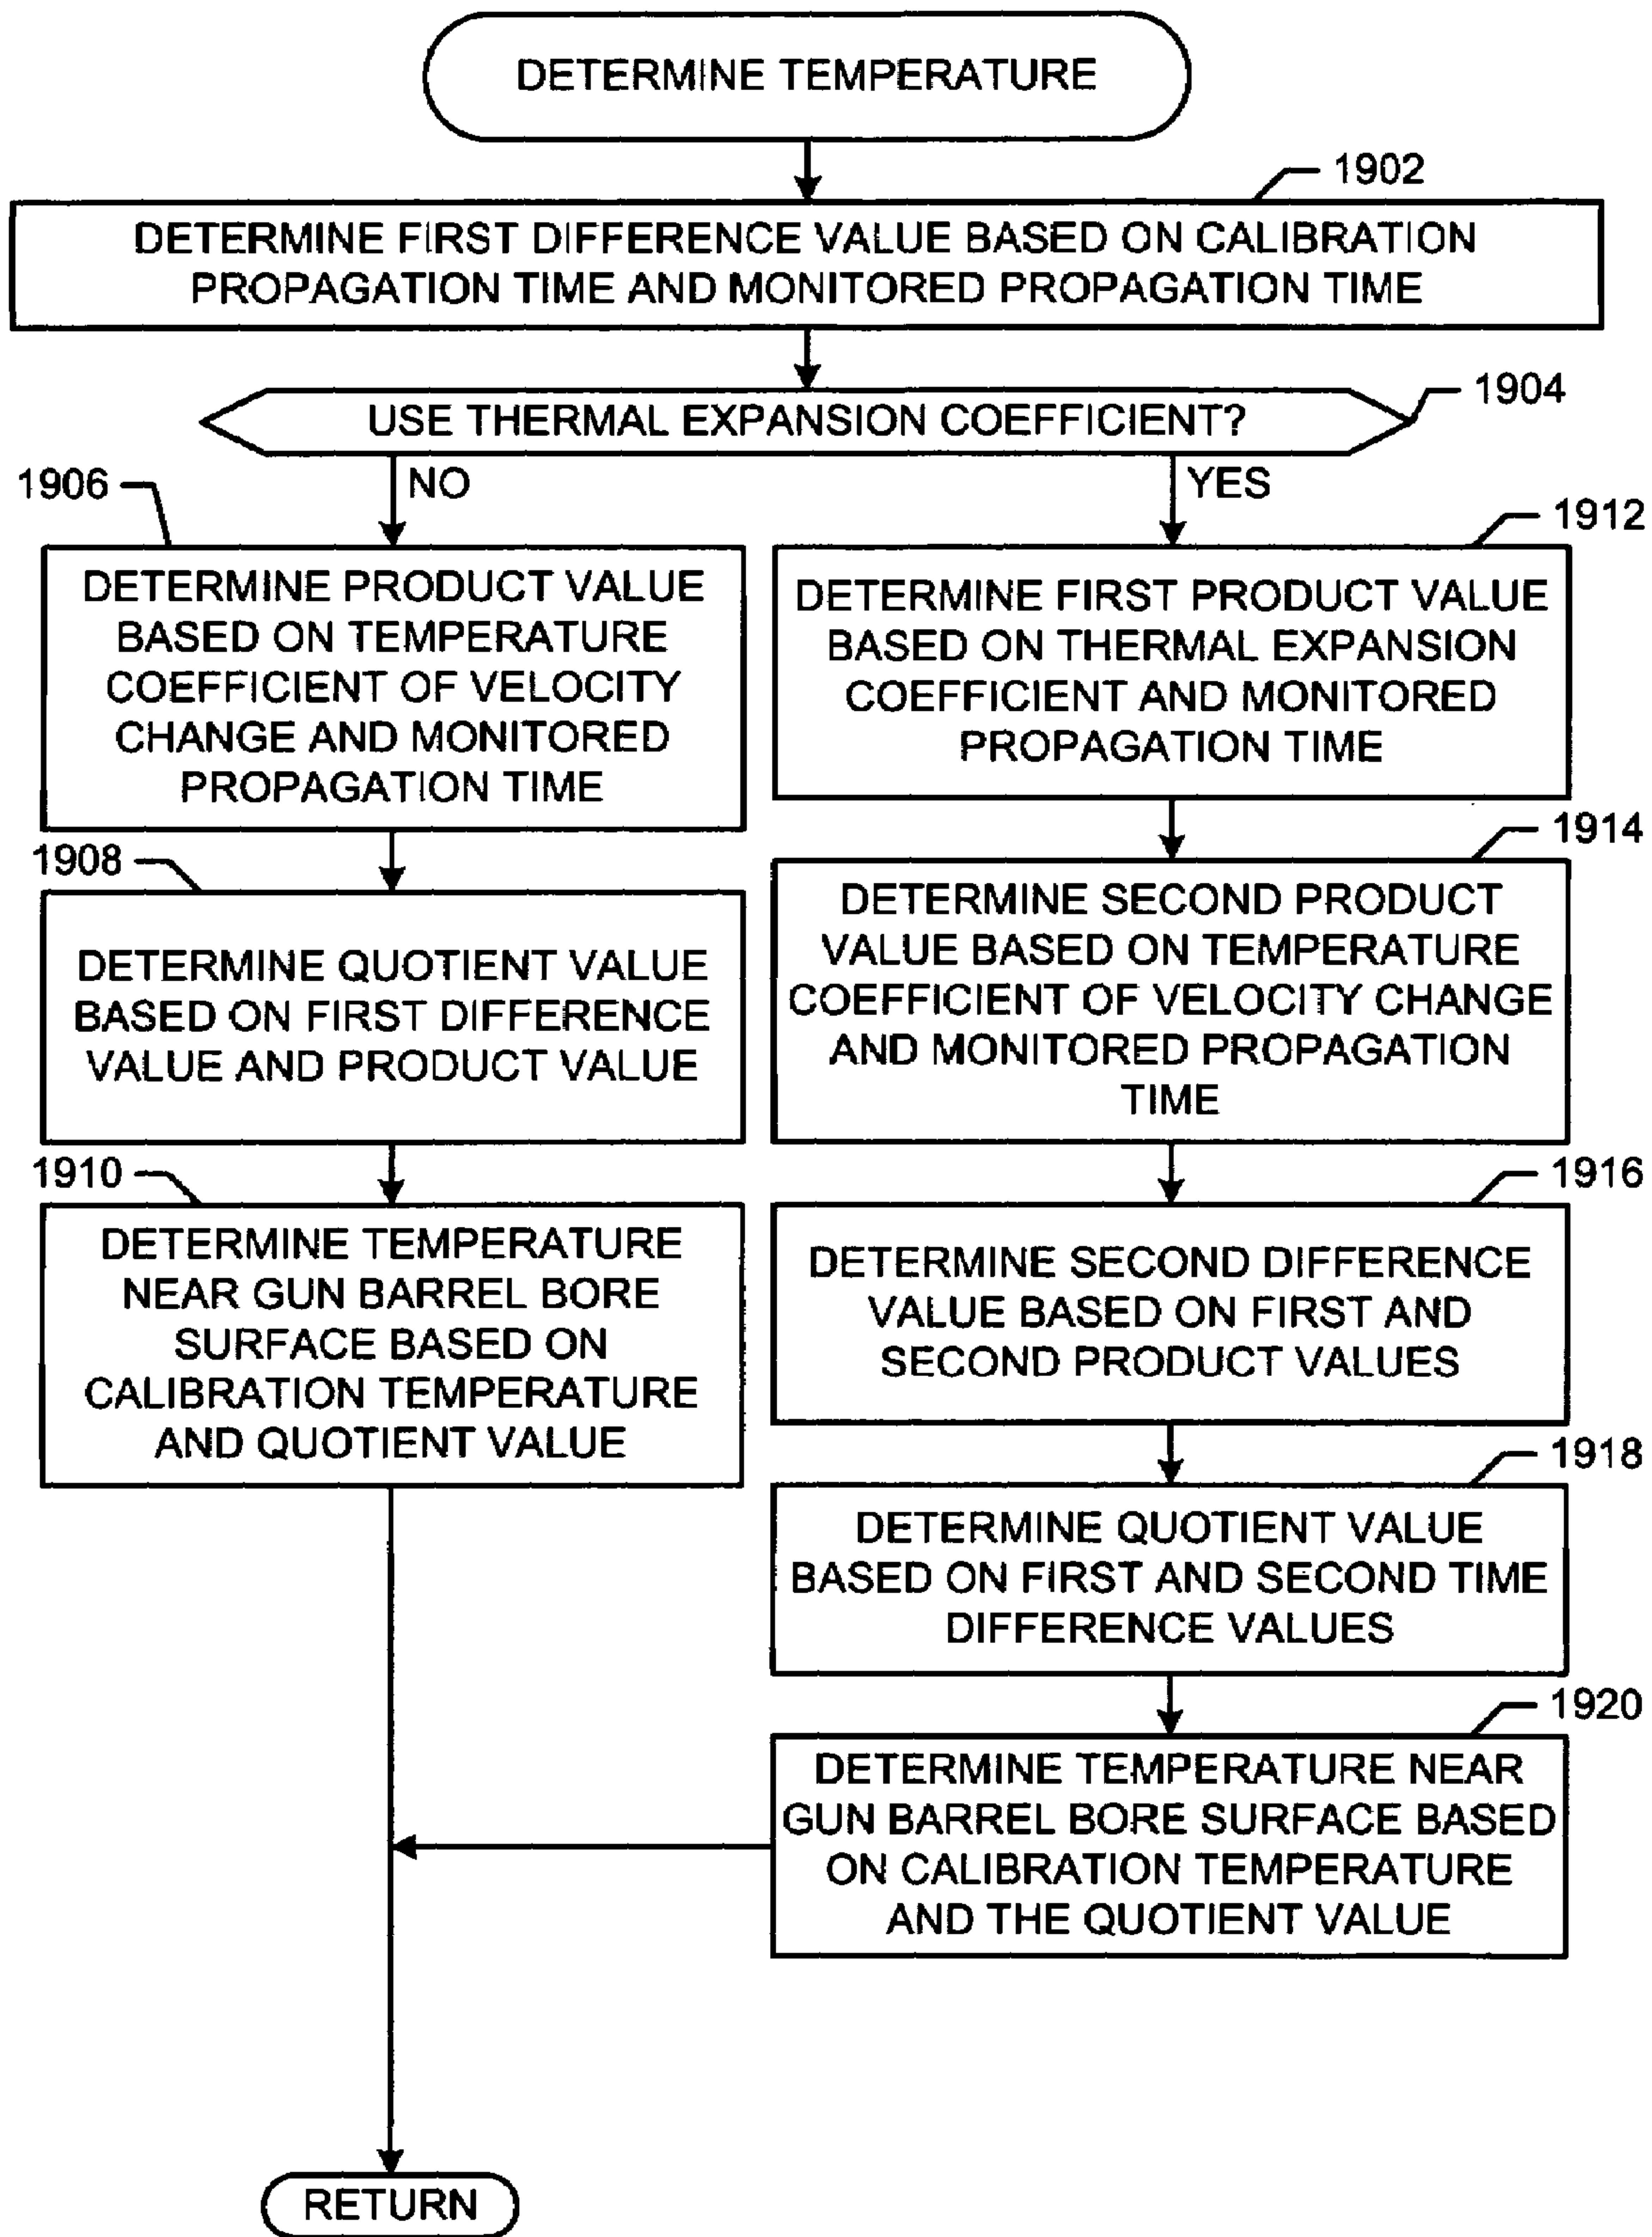 DETERMINE TEMPERATURE
1902
DETERMINE FIRST DIFFERENCE VALUE BASED ON CALIBRATION
PROPAGATION TIME AND MONITORED PROPAGATION TIME
1904
USE THERMAL EXPANSION COEFFICIENT?
NO
YES
1906
DETERMINE PRODUCT VALUE
BASED ON TEMPERATURE
COEFFICIENT OF VELOCITY
CHANGE AND MONITORED
PROPAGATION TIME
1908
DETERMINE QUOTIENT VALUE
BASED ON FIRST DIFFERENCE
VALUE AND PRODUCT VALUE
1910
DETERMINE TEMPERATURE
NEAR GUN BARREL BORE
SURFACE BASED ON
CALIBRATION TEMPERATURE
AND QUOTIENT VALUE
1912
DETERMINE FIRST PRODUCT VALUE
BASED ON THERMAL EXPANSION
COEFFICIENT AND MONITORED
PROPAGATION TIME
1914
DETERMINE SECOND PRODUCT
VALUE BASED ON TEMPERATURE
COEFFICIENT OF VELOCITY CHANGE
AND MONITORED PROPAGATION
TIME
1916
DETERMINE SECOND DIFFERENCE
VALUE BASED ON FIRST AND
SECOND PRODUCT VALUES
1918
DETERMINE QUOTIENT VALUE
BASED ON FIRST AND SECOND TIME
DIFFERENCE VALUES
1920
DETERMINE TEMPERATURE NEAR
GUN BARREL BORE SURFACE BASED
ON CALIBRATION TEMPERATURE
AND THE QUOTIENT VALUE
RETURN